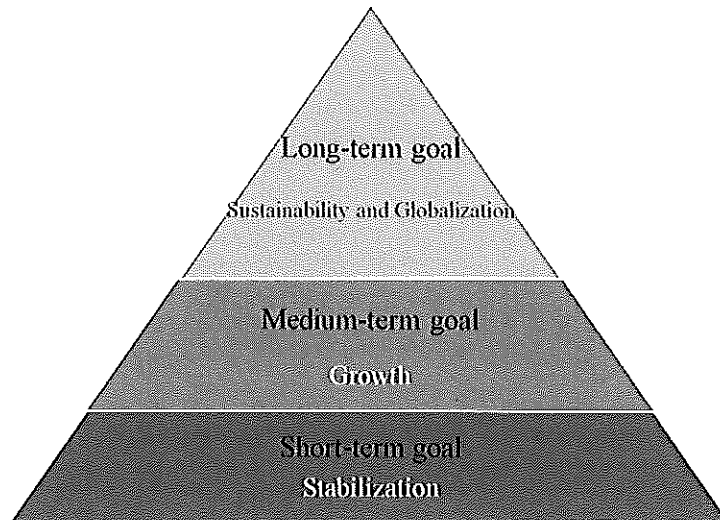 Long-term goal
Sustainability and Globalization
Medium-term goal
Growth
Short-term goal
Stabilization